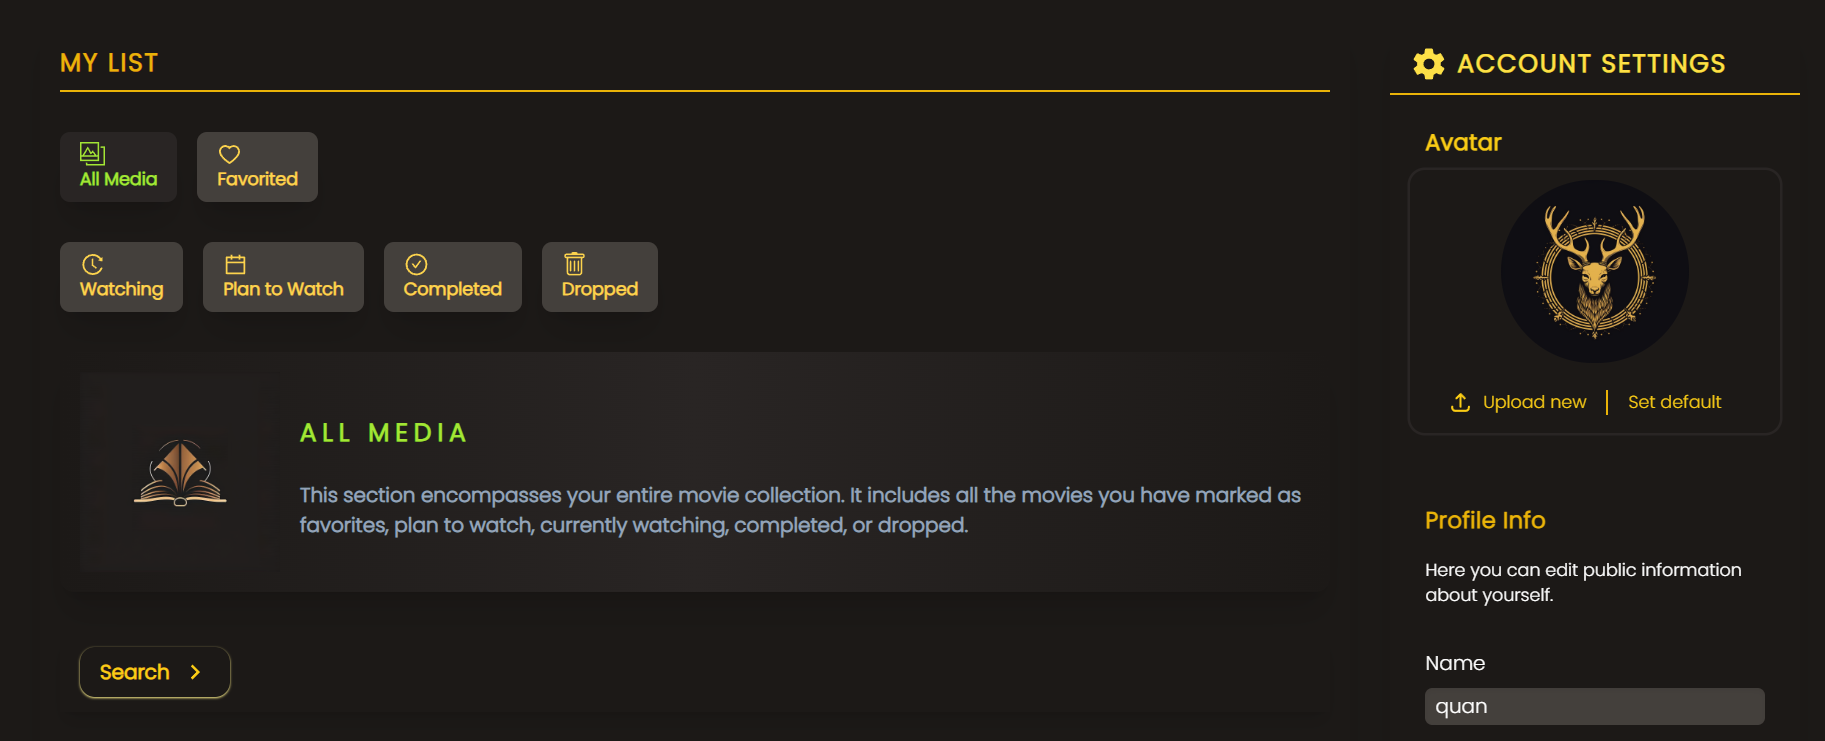 MY LIST
All Media
Favorited
Watching
Plan to Watch
Completed
Dropped
ALL MEDIA
This section encompasses your entire movie collection. It includes all the movies you have marked as
favorites, plan to watch, currently watching, completed, or dropped.
Search
ACCOUNT SETTINGS
Avatar
Upload new
Set default
Profile Info
Here you can edit public information
about yourself.
Name
quan